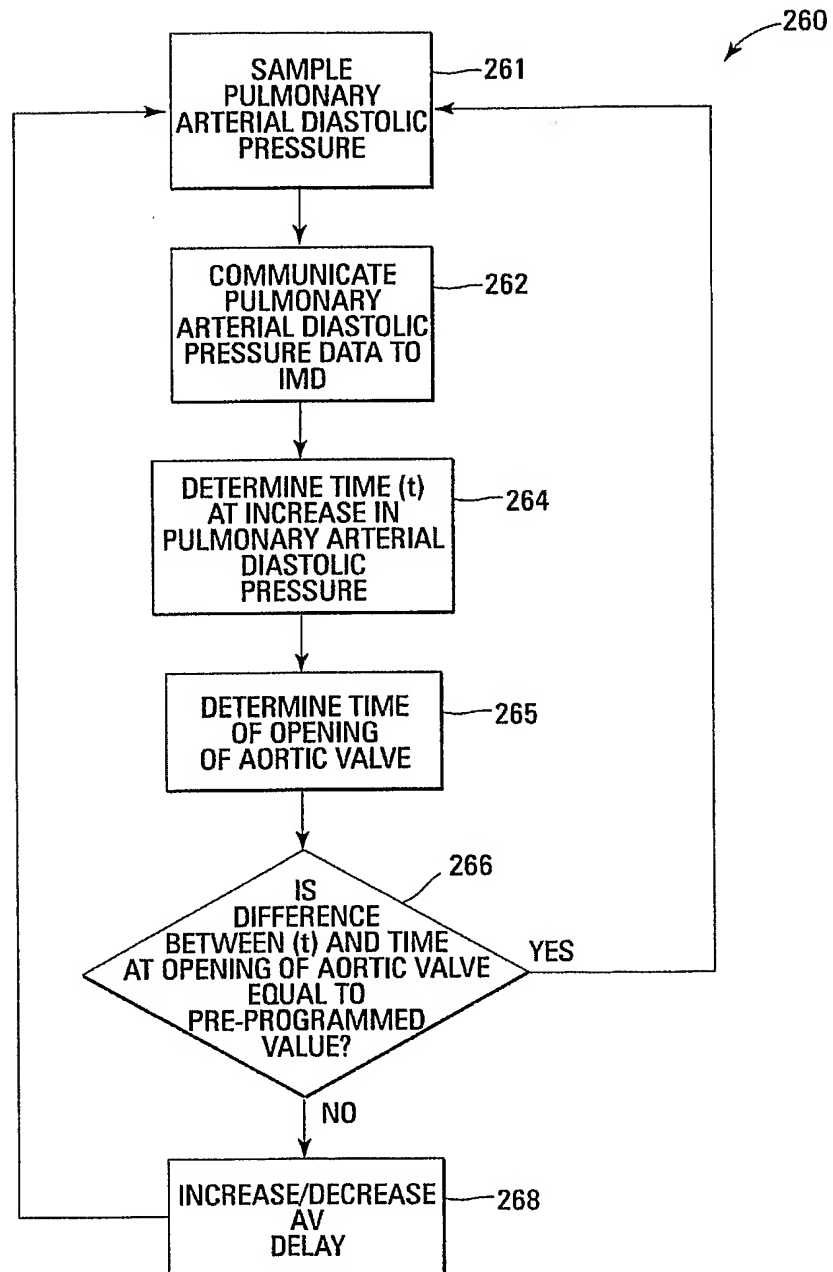 260
SAMPLE
PULMONARY
ARTERIAL DIASTOLIC
PRESSURE
261
COMMUNICATE
PULMONARY
ARTERIAL DIASTOLIC
PRESSURE DATA TO
IMD
262
DETERMINE TIME (t)
AT INCREASE IN
PULMONARY ARTERIAL
DIASTOLIC
PRESSURE
264
DETERMINE TIME
OF OPENING
OF AORTIC VALVE
265
IS
DIFFERENCE
BETWEEN (t) AND TIME
AT OPENING OF AORTIC VALVE
EQUAL TO
PRE-PROGRAMMED
VALUE?
266
YES
NO
INCREASE/DECREASE
AV
DELAY
268